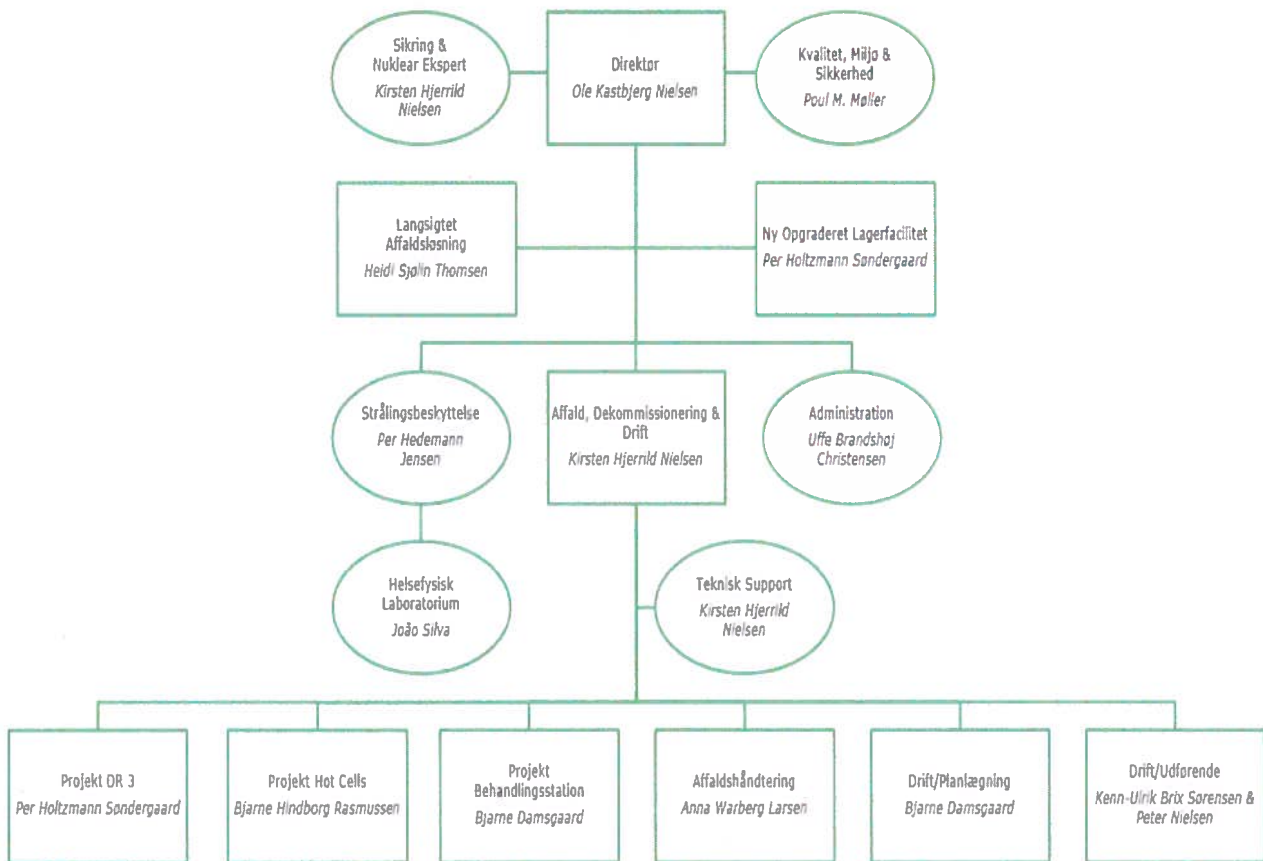 Sikring &
Nuklear Ekspert
Kirsten Hjerrild
Nielsen
Direktør
Ole Kastbjerg Nielsen
Kvalitet, Miljø &
Sikkerhed
Poul M. Møller
Langsigtet
Affaldsløsning
Heidi Sjølin Thomsen
Ny Opgraderet Lagerfacilitet
Per Holtzmann Søndergaard
Strålingsbeskyttelse
Per Hedemann
Jensen
Affald, Dekommissionering &
Drift
Kirsten Hjerrild Nielsen
Administration
Uffe Brandshøj
Christensen
Helsefysisk
Laboratorium
João Silva
Teknisk Support
Kirsten Hjerrild
Nielsen
Projekt DR 3
Per Holtzmann Søndergaard
Projekt Hot Cells
Bjarne Hindborg Rasmussen
Projekt
Behandlingsstation
Bjarne Damsgaard
Affaldshåndtering
Anna Warberg Larsen
Drift/Planlægning
Bjarne Damsgaard
Drift/Udførende
Kenn-Ulrik Brix Sørensen &
Peter Nielsen